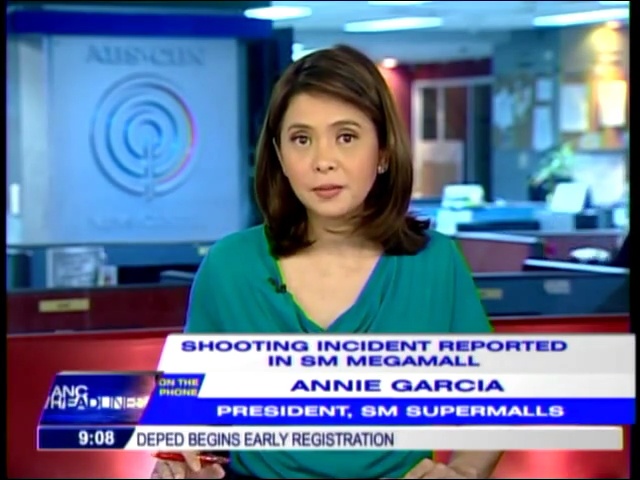 ABS-CBN
SHOOTING INCIDENT REPORTED
IN SM MEGAMALL
ON THE
PHONE
ANNIE GARCIA
PRESIDENT, SM SUPERMALLS
ANC
HEADLINES
9:08
DEPED BEGINS EARLY REGISTRATION